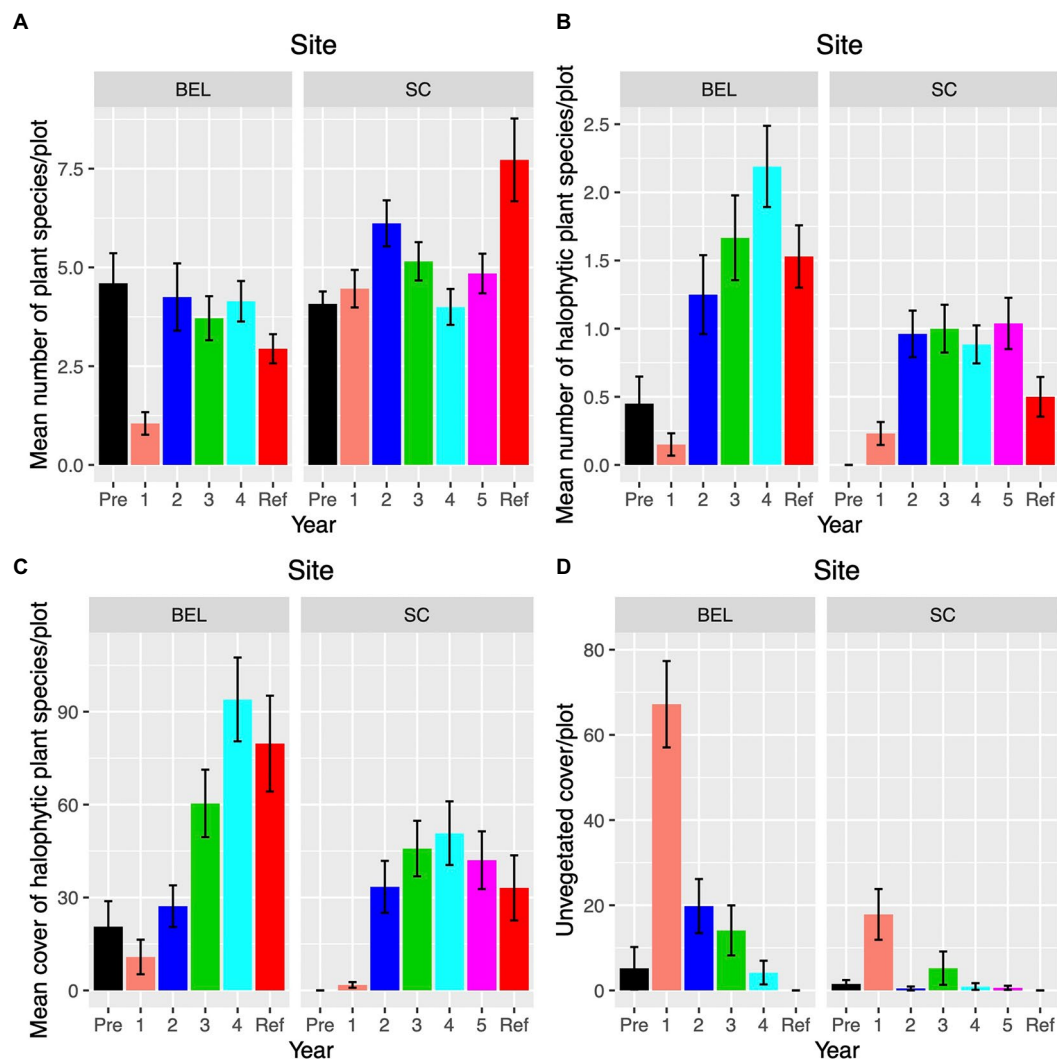 A
Site
BEL SC
Mean number of plant species/plot
7.5
5.0
2.5
0.0
Pre 1 2 3 4 Ref Pre 1 2 3 4 5 Ref
Year
B
Site
BEL SC
Mean number of halophytic plant species/plot
2.5
2.0
1.5
1.0
0.5
0.0
Pre 1 2 3 4 Ref Pre 1 2 3 4 5 Ref
Year
C
Site
BEL SC
Mean cover of halophytic plant species/plot
90
60
30
0
Pre 1 2 3 4 Ref Pre 1 2 3 4 5 Ref
Year
D
Site
BEL SC
Unvegetated cover/plot
80
60
40
20
0
Pre 1 2 3 4 Ref Pre 1 2 3 4 5 Ref
Year